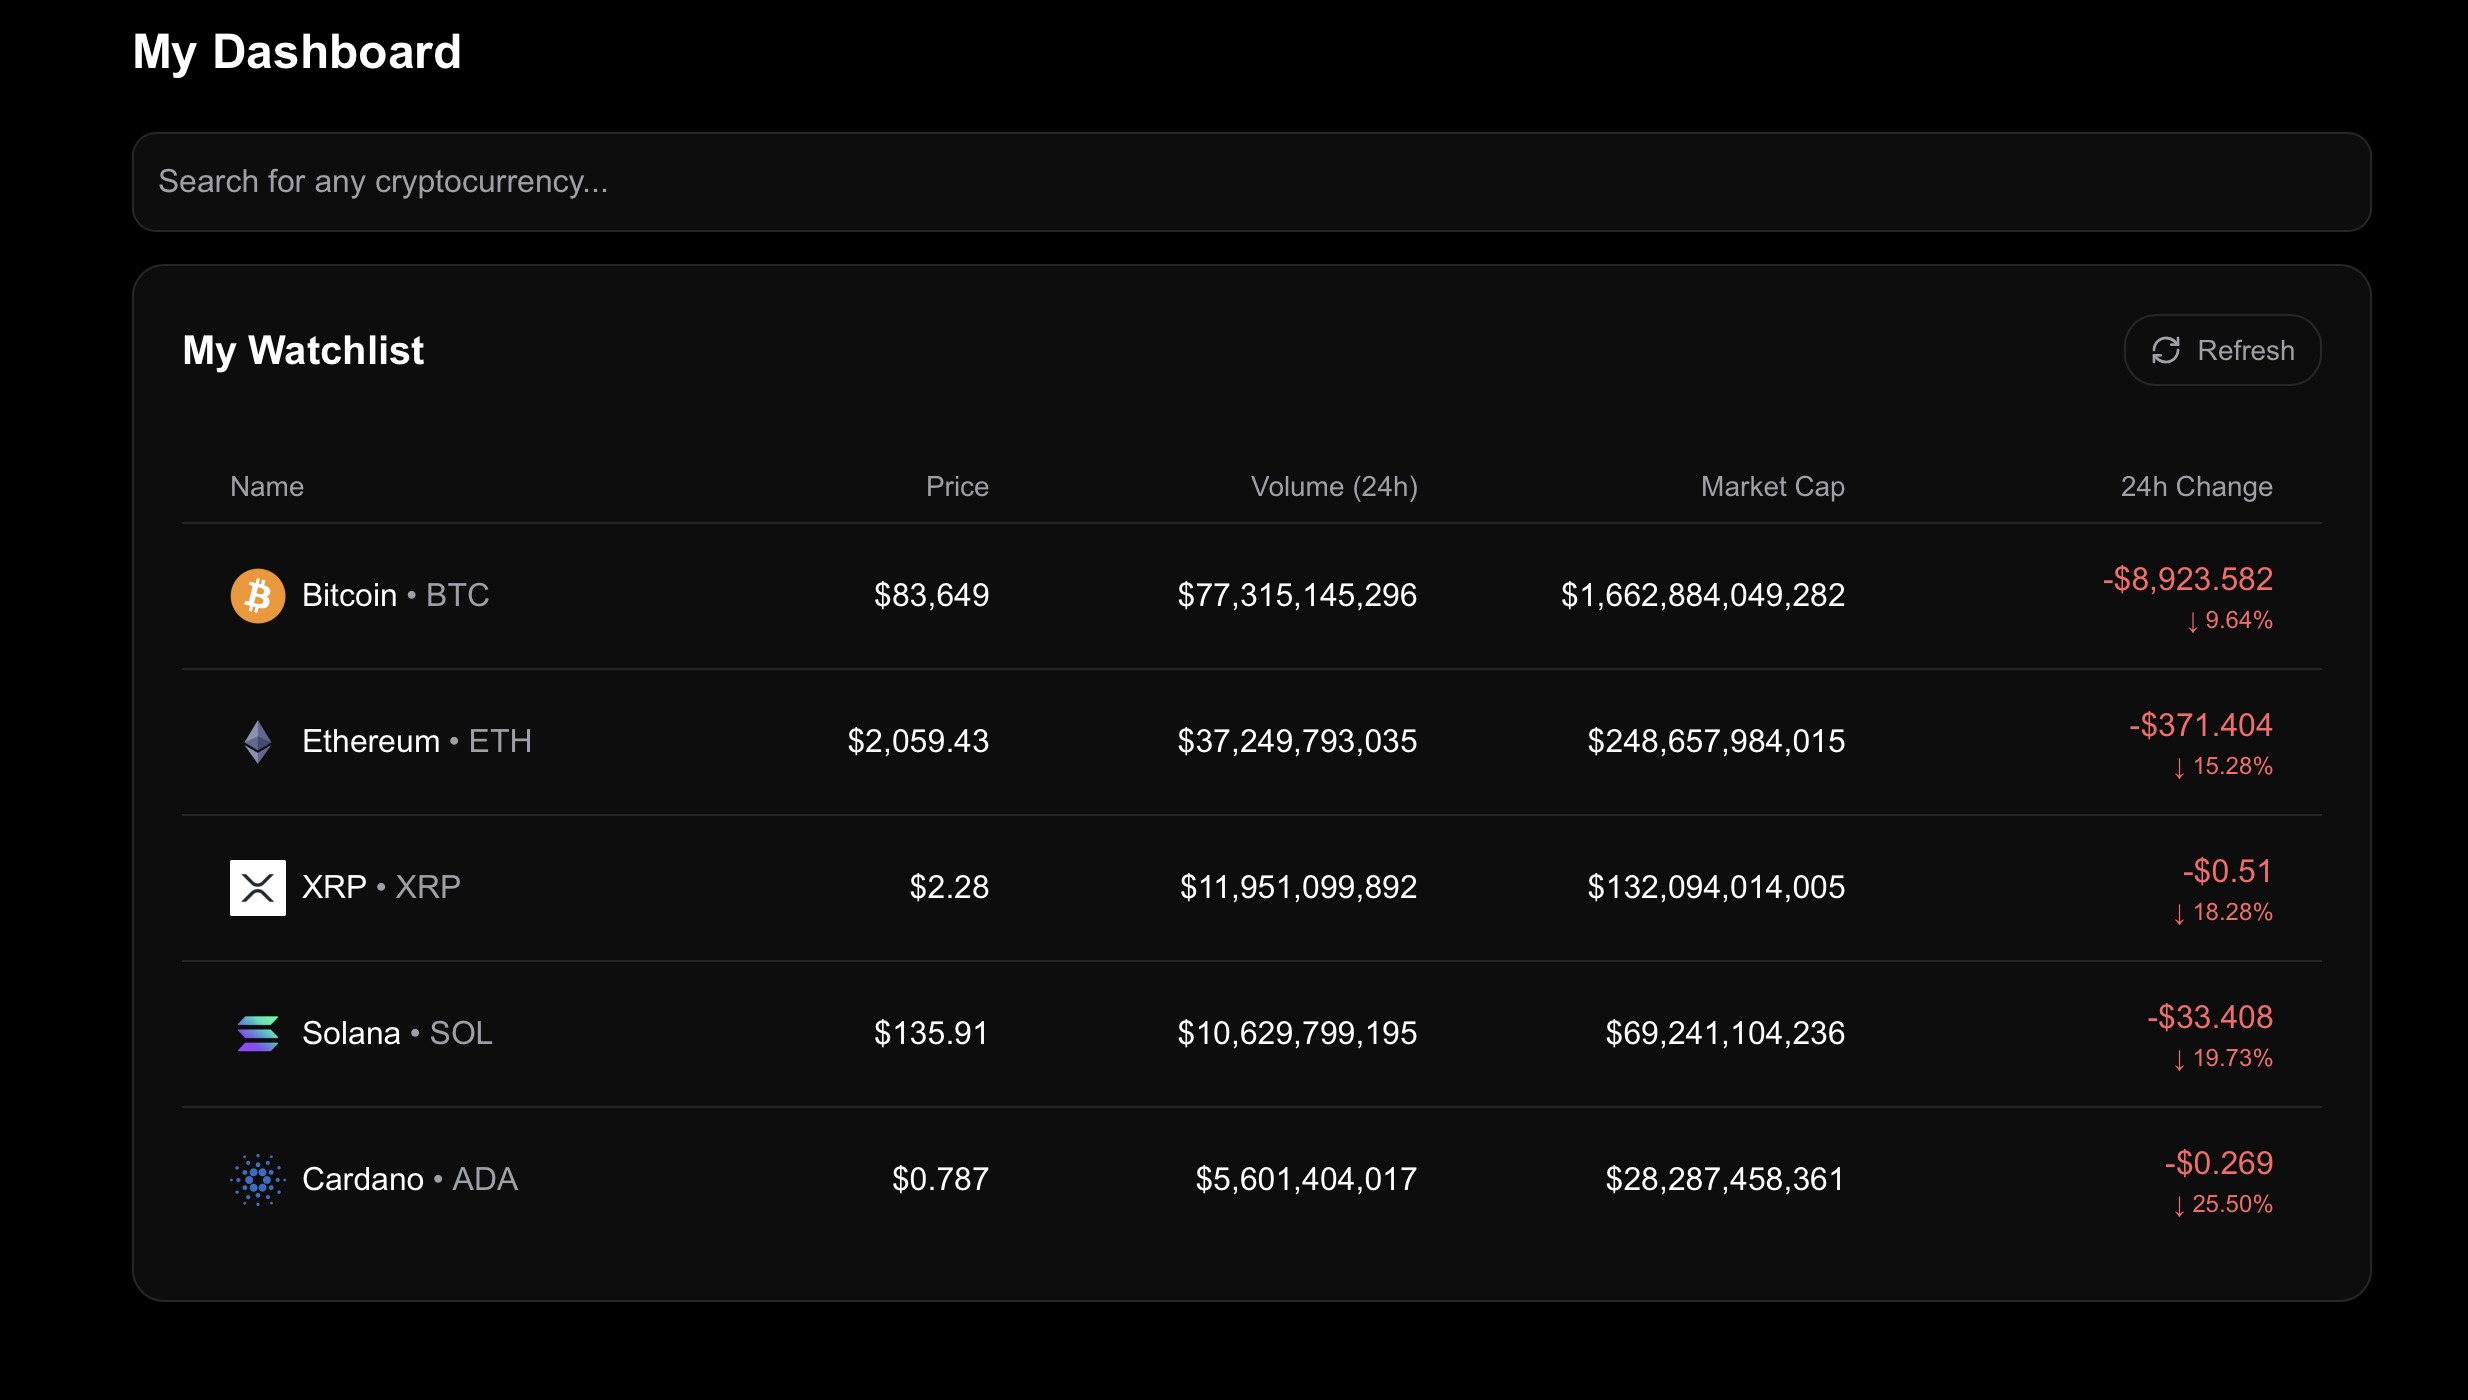 My Dashboard
Search for any cryptocurrency...
My Watchlist
Refresh
Name Price Volume (24h) Market Cap 24h Change
Bitcoin • BTC $83,649 $77,315,145,296 $1,662,884,049,282 -$8,923.582
↓ 9.64%
Ethereum • ETH $2,059.43 $37,249,793,035 $248,657,984,015 -$371.404
↓ 15.28%
XRP • XRP $2.28 $11,951,099,892 $132,094,014,005 -$0.51
↓ 18.28%
Solana • SOL $135.91 $10,629,799,195 $69,241,104,236 -$33.408
↓ 19.73%
Cardano • ADA $0.787 $5,601,404,017 $28,287,458,361 -$0.269
↓ 25.50%